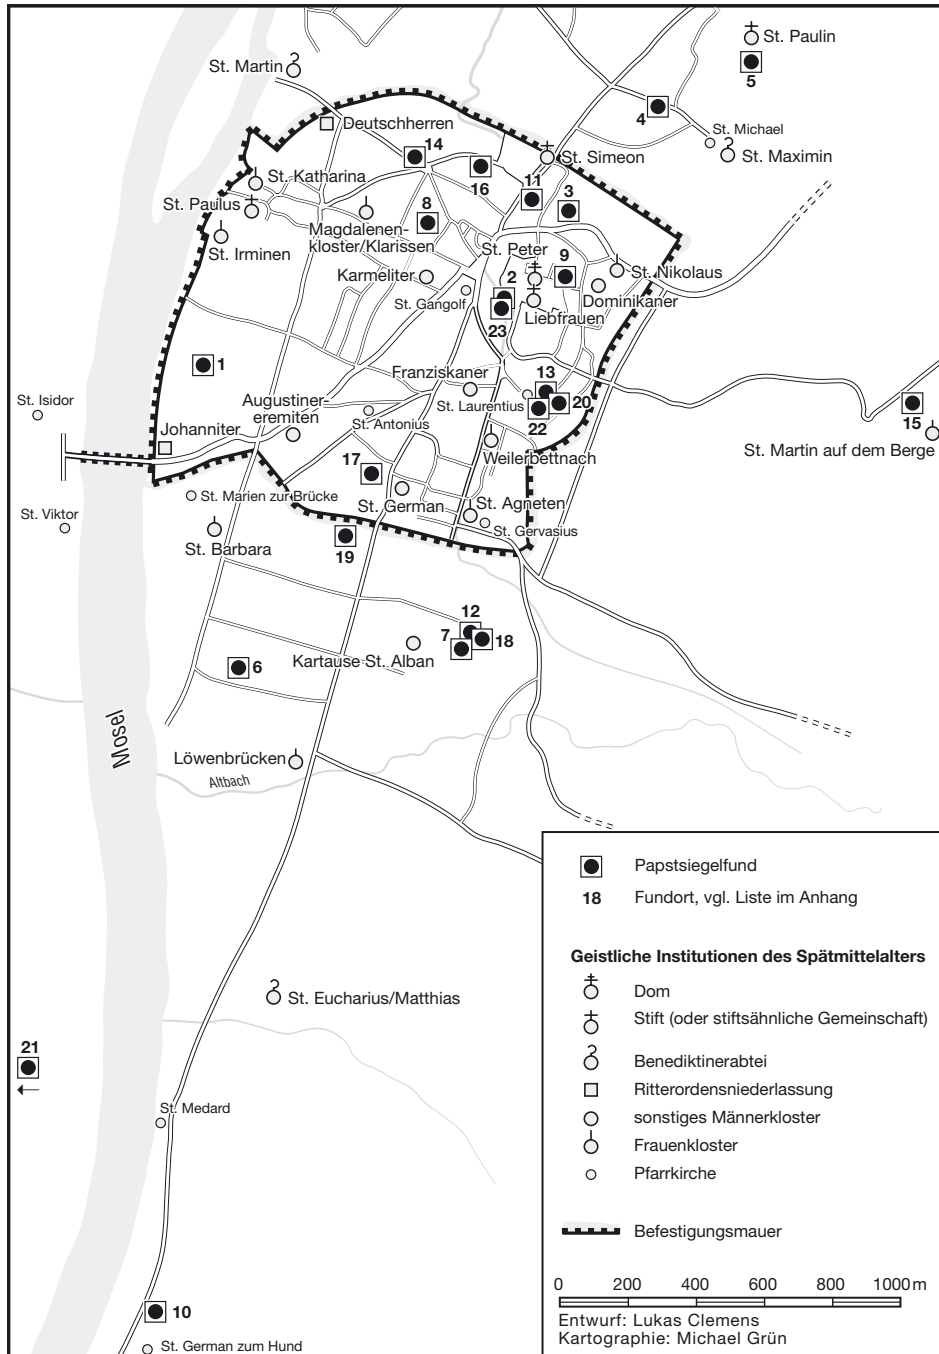 St. Paulin
5
St. Martin
4
St. Michael
St. Maximin
Deutschherren
14
16
St. Simeon
11
3
St. Katharina
St. Paulus
St. Irminen
Magdalenen-
kloster/Klarissen
8
St. Peter
9
St. Nikolaus
Karmeliter
St. Gangolf
2
23
Liebfrauen
Dominikaner
1
Franziskaner
13
20
22
St. Laurentius
St. Isidor
Augustiner-
eremiten
St. Antonius
15
St. Martin auf dem Berge
Johanniter
Weilerbettnach
17
St. German
St. Marien zur Brücke
St. Agneten
St. Gervasius
St. Viktor
St. Barbara
19
12
7
18
Kartause St. Alban
6
Mosel
Löwenbrücken
Altbach
St. Eucharius/Matthias
21
St. Medard
10
St. German zum Hund
Papstsiegelfund
18 Fundort, vgl. Liste im Anhang
Geistliche Institutionen des Spätmittelalters
Dom
Stift (oder stiftsähnliche Gemeinschaft)
Benediktinerabtei
Ritterordensniederlassung
sonstiges Männerkloster
Frauenkloster
Pfarrkirche
Befestigungsmauer
0 200 400 600 800 1000 m
Entwurf: Lukas Clemens
Kartographie: Michael Grün